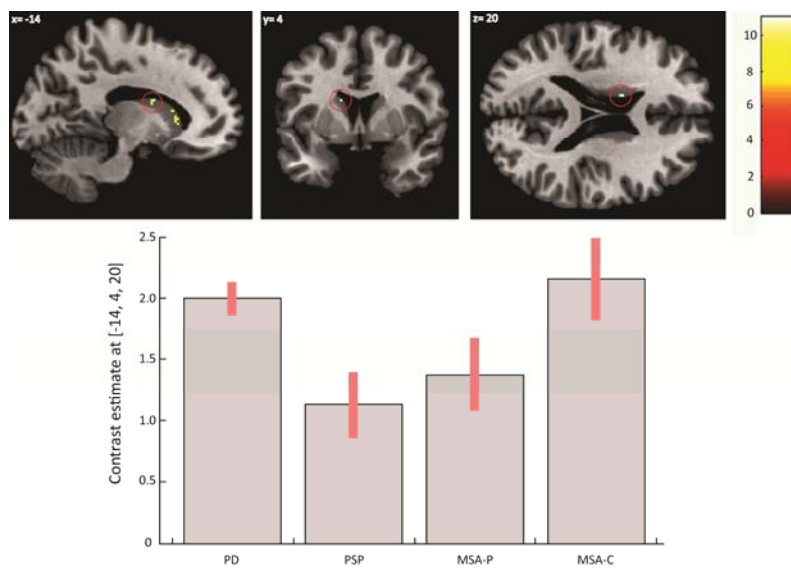 x= -14
y= 4
z= 20
10
8
6
4
2
0
Contrast estimate at [-14, 4, 20]
2.5
2.0
1.5
1.0
0.5
0
PD
PSP
MSA-P
MSA-C